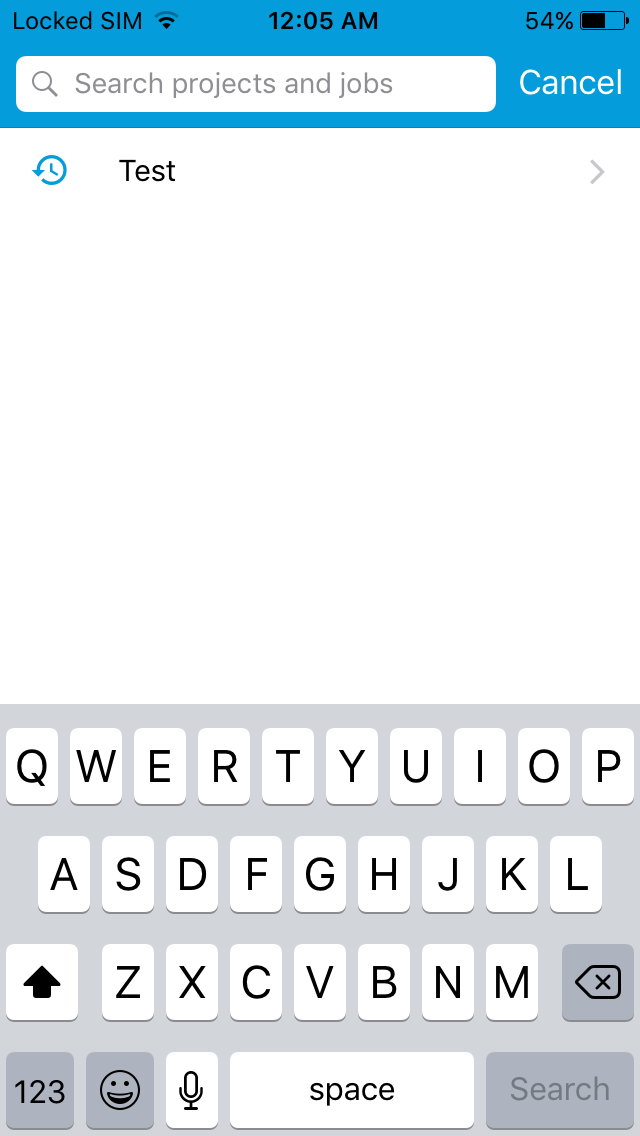 Locked SIM 12:05 AM 54%
Search projects and jobs Cancel
Test
Q W E R T Y U I O P
A S D F G H J K L
Z X C V B N M
123 space Search